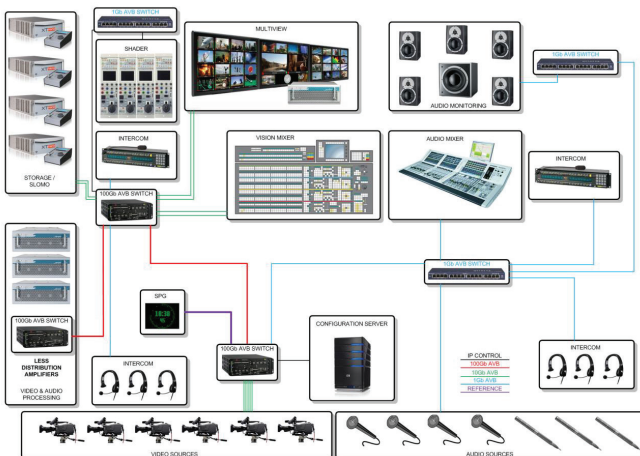 1Gb AVB SWITCH
MULTIVIEW
SHADER
1Gb AVB SWITCH
AUDIO MONITORING
INTERCOM
VISION MIXER
AUDIO MIXER
INTERCOM
STORAGE /
SLOMO
100Gb AVB SWITCH
1Gb AVB SWITCH
SPG
CONFIGURATION SERVER
100Gb AVB SWITCH
100Gb AVB SWITCH
LESS
DISTRIBUTION
AMPLIFIERS
VIDEO & AUDIO
PROCESSING
INTERCOM
IP CONTROL
100Gb AVB
10Gb AVB
1Gb AVB
REFERENCE
INTERCOM
VIDEO SOURCES
AUDIO SOURCES